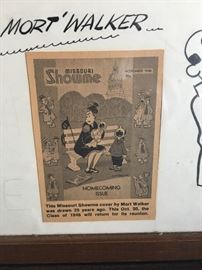 MORT WALKER
MISSOURI
Showme
NOVEMBER 1946
HOMECOMING
ISSUE
This Missouri Showme cover by Mort Walker
was drawn 25 years ago. This Oct. 30, the
Class of 1946 will return for its reunion.